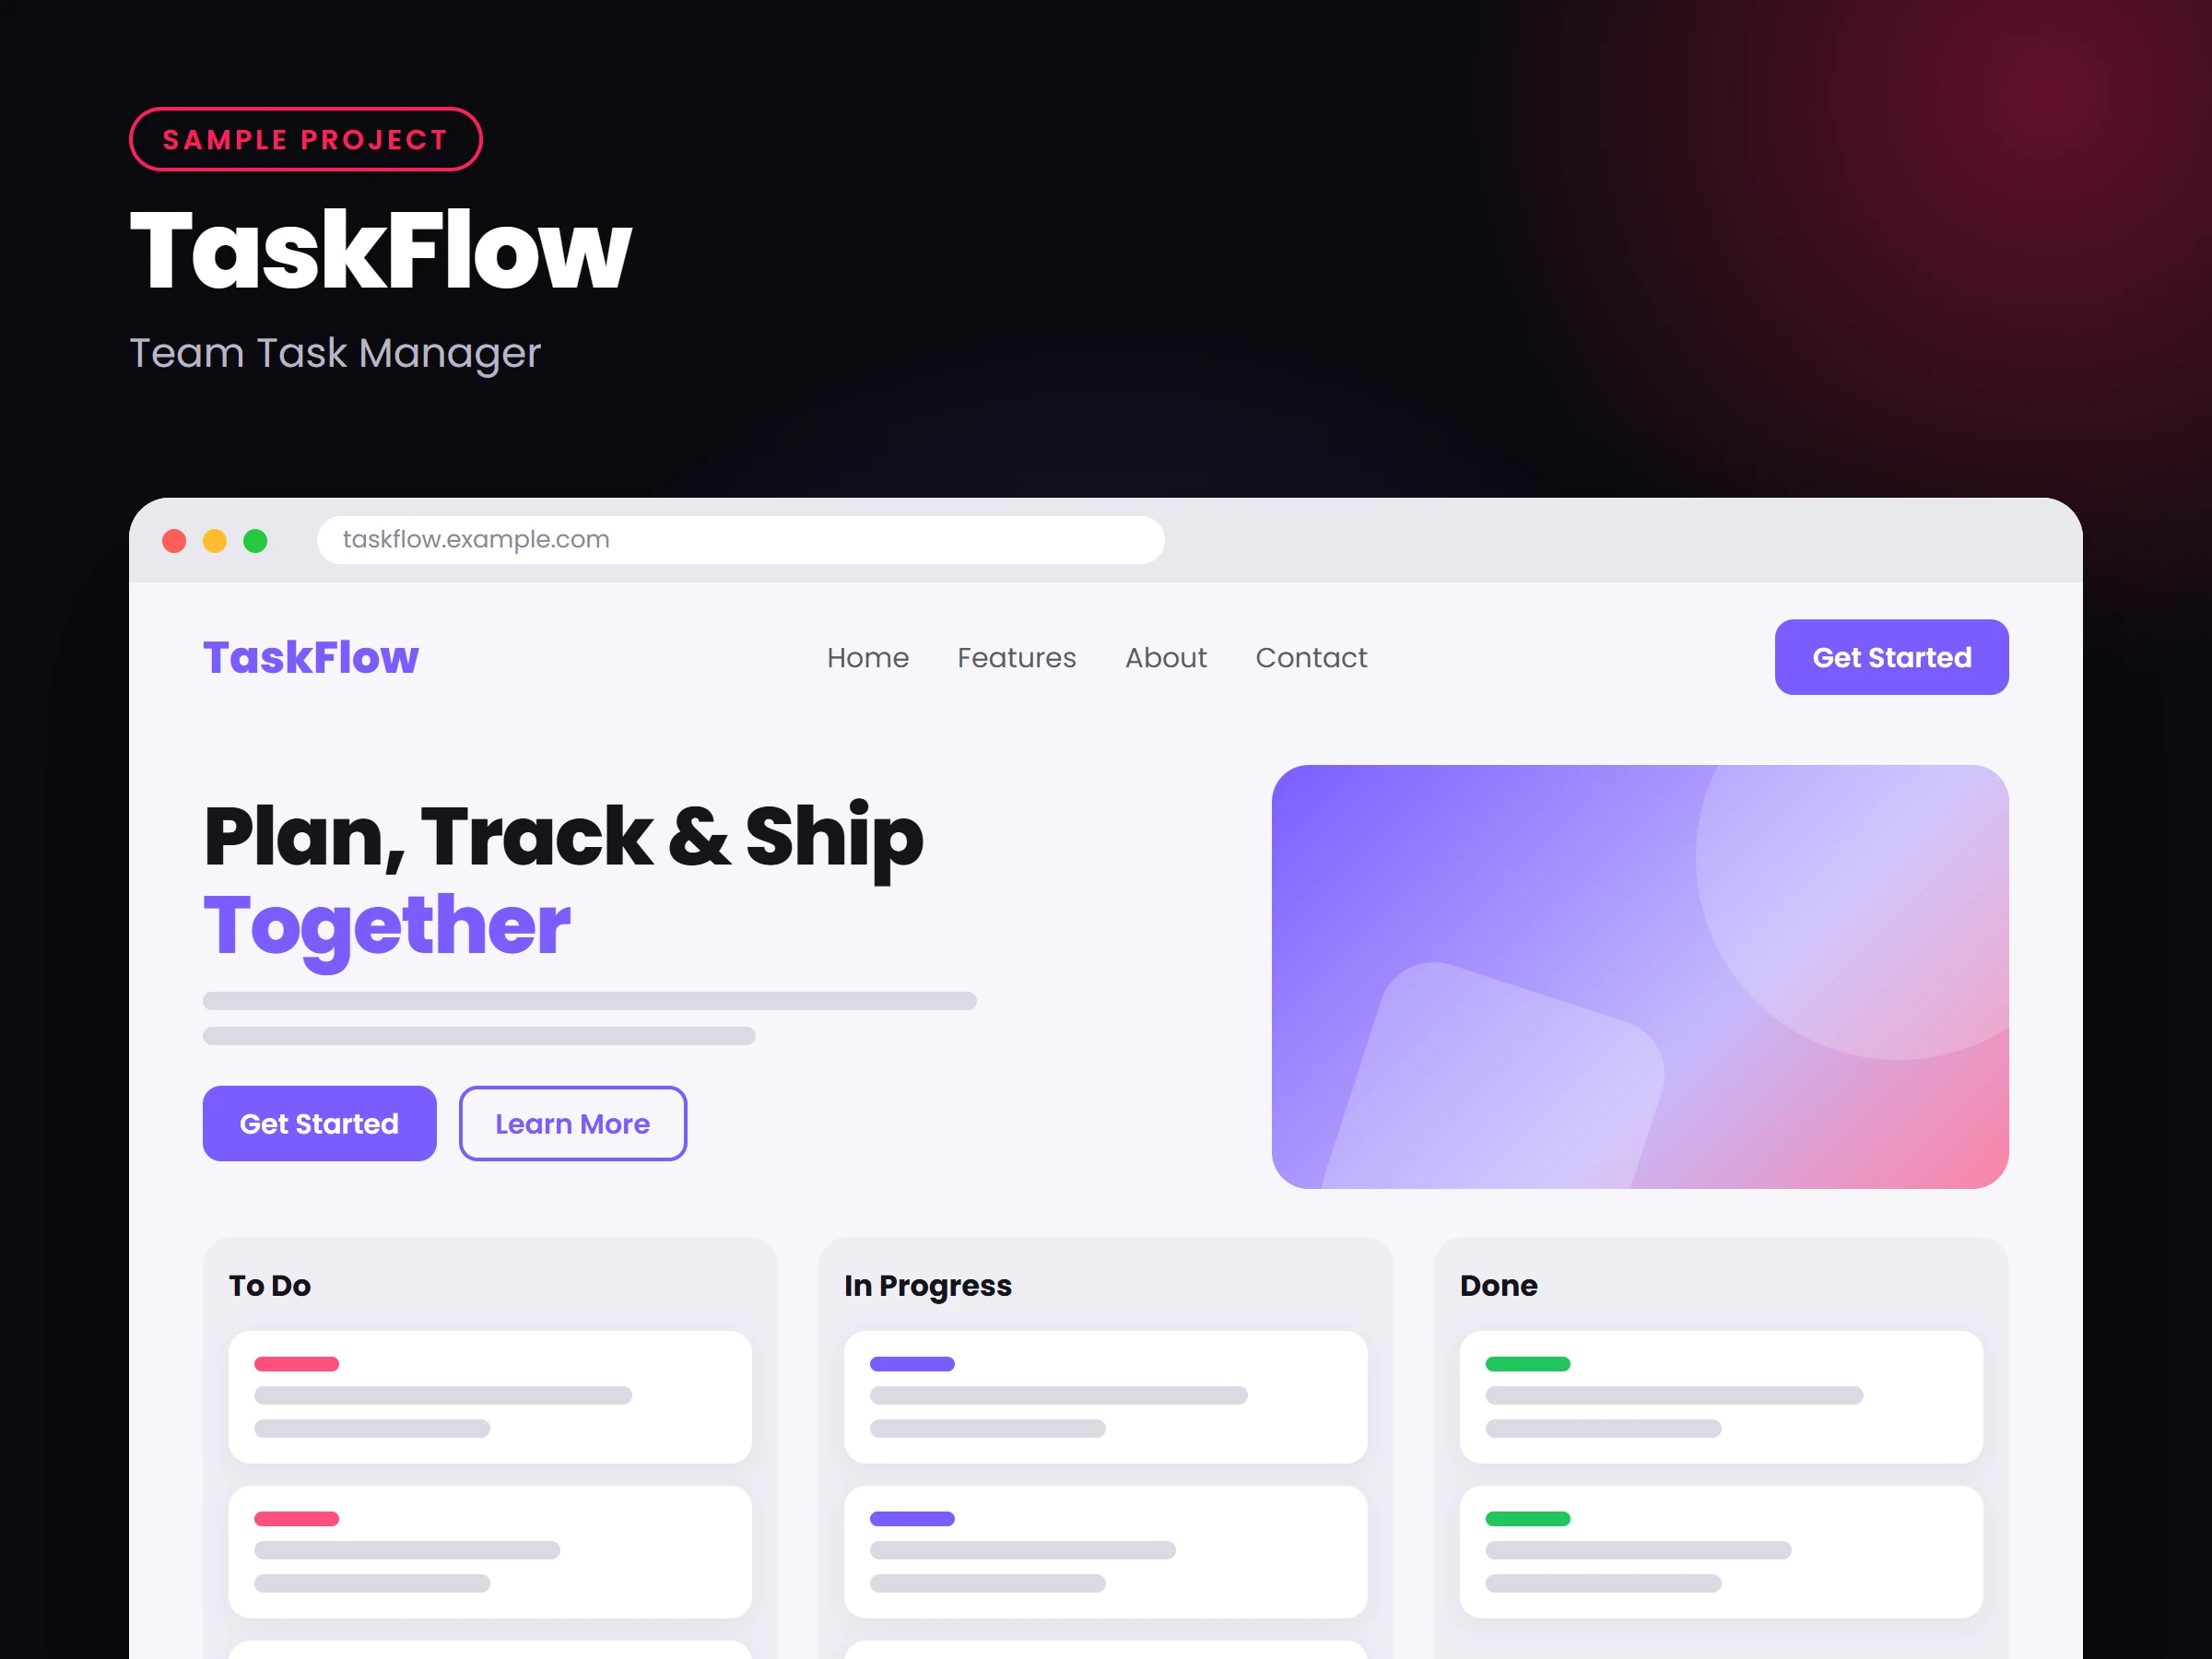 SAMPLE PROJECT
TaskFlow
Team Task Manager
taskflow.example.com
TaskFlow
Home Features About Contact
Get Started
Plan, Track & Ship
Together
Get Started
Learn More
To Do
In Progress
Done